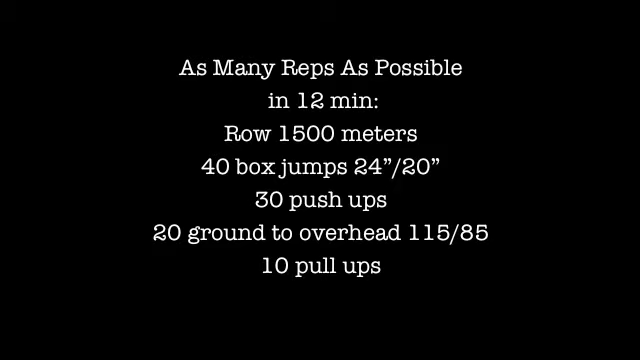 As Many Reps As Possible
in 12 min:
Row 1500 meters
40 box jumps 24”/20”
30 push ups
20 ground to overhead 115/85
10 pull ups